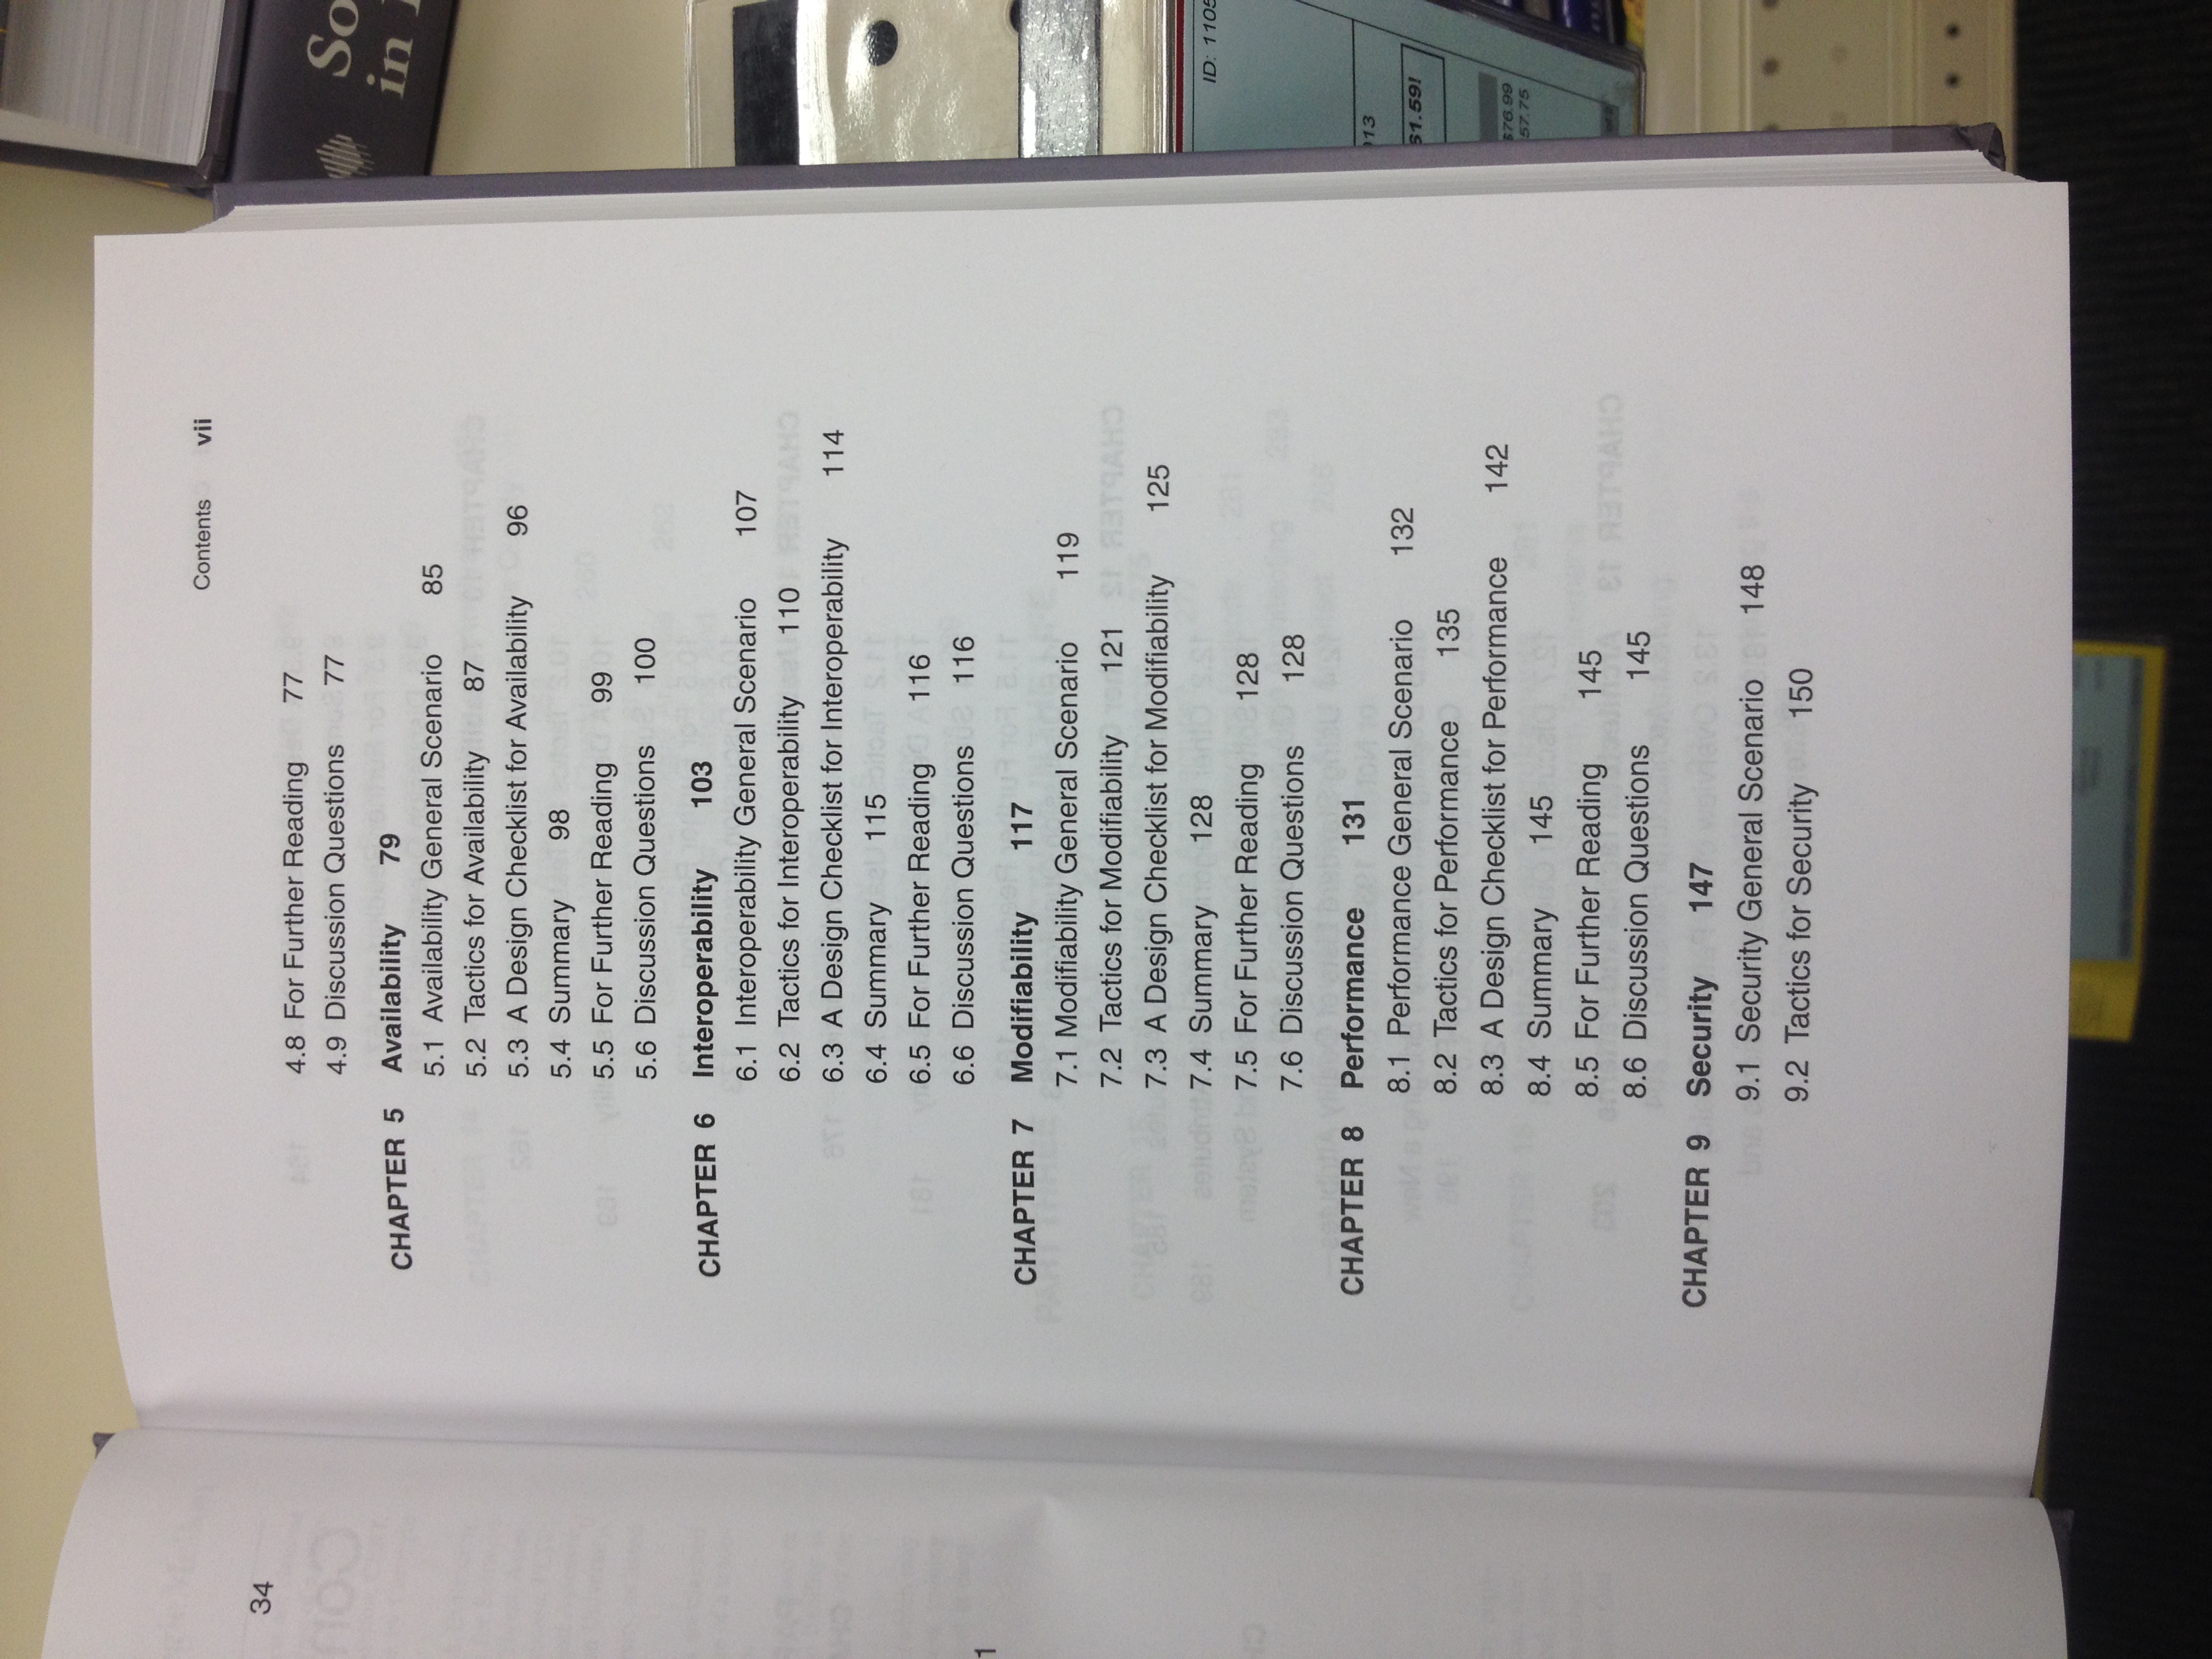 34
1
Contents vii
4.8 For Further Reading 77
4.9 Discussion Questions 77
CHAPTER 5 Availability 79
5.1 Availability General Scenario 85
5.2 Tactics for Availability 87
5.3 A Design Checklist for Availability 96
5.4 Summary 98
5.5 For Further Reading 99
5.6 Discussion Questions 100
CHAPTER 6 Interoperability 103
6.1 Interoperability General Scenario 107
6.2 Tactics for Interoperability 110
6.3 A Design Checklist for Interoperability 114
6.4 Summary 115
6.5 For Further Reading 116
6.6 Discussion Questions 116
CHAPTER 7 Modifiability 117
7.1 Modifiability General Scenario 119
7.2 Tactics for Modifiability 121
7.3 A Design Checklist for Modifiability 125
7.4 Summary 128
7.5 For Further Reading 128
7.6 Discussion Questions 128
CHAPTER 8 Performance 131
8.1 Performance General Scenario 132
8.2 Tactics for Performance 135
8.3 A Design Checklist for Performance 142
8.4 Summary 145
8.5 For Further Reading 145
8.6 Discussion Questions 145
CHAPTER 9 Security 147
9.1 Security General Scenario 148
9.2 Tactics for Security 150
So
in
ID: 1105
13
61.59!
$76.99
57.75